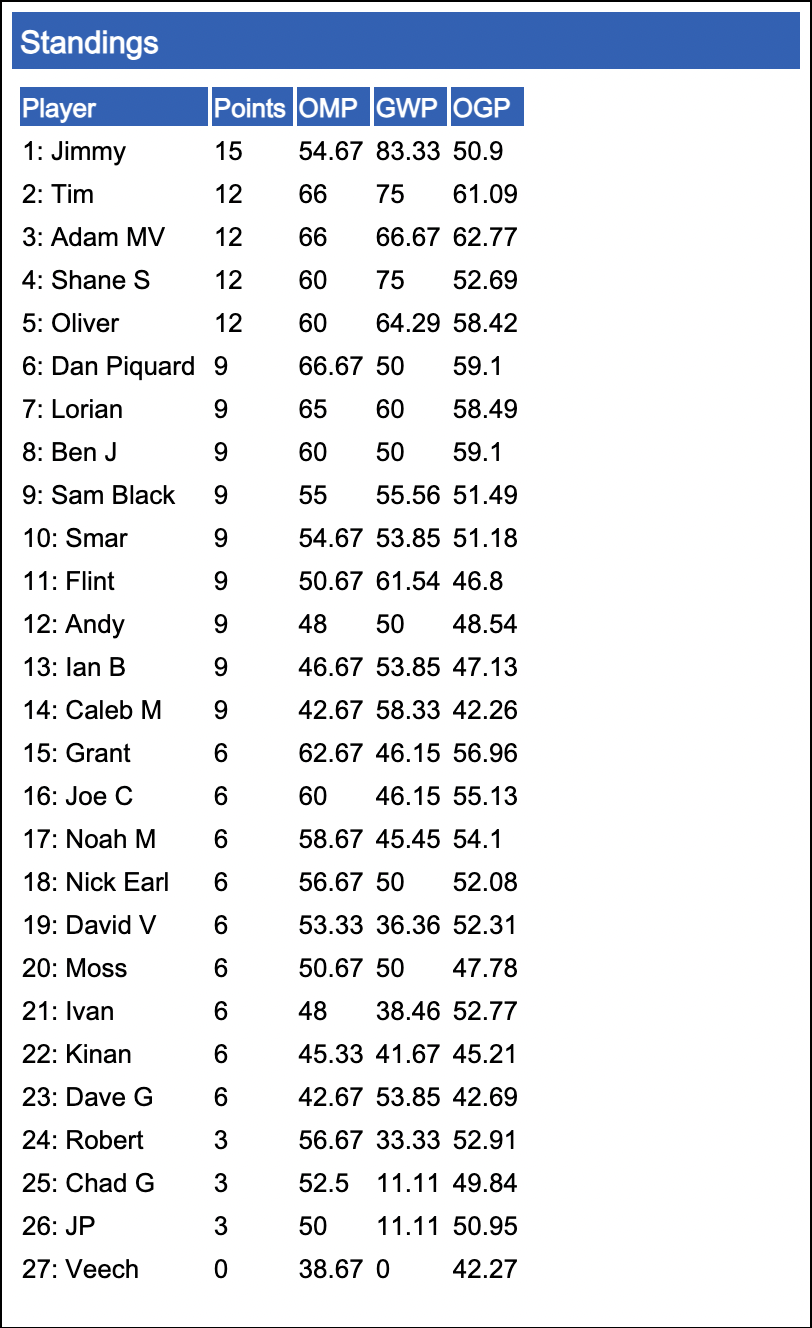 Standings
Player Points OMP GWP OGP
1: Jimmy 15 54.67 83.33 50.9
2: Tim 12 66 75 61.09
3: Adam MV 12 66 66.67 62.77
4: Shane S 12 60 75 52.69
5: Oliver 12 60 64.29 58.42
6: Dan Piquard 9 66.67 50 59.1
7: Lorian 9 65 60 58.49
8: Ben J 9 60 50 59.1
9: Sam Black 9 55 55.56 51.49
10: Smar 9 54.67 53.85 51.18
11: Flint 9 50.67 61.54 46.8
12: Andy 9 48 50 48.54
13: Ian B 9 46.67 53.85 47.13
14: Caleb M 9 42.67 58.33 42.26
15: Grant 6 62.67 46.15 56.96
16: Joe C 6 60 46.15 55.13
17: Noah M 6 58.67 45.45 54.1
18: Nick Earl 6 56.67 50 52.08
19: David V 6 53.33 36.36 52.31
20: Moss 6 50.67 50 47.78
21: Ivan 6 48 38.46 52.77
22: Kinan 6 45.33 41.67 45.21
23: Dave G 6 42.67 53.85 42.69
24: Robert 3 56.67 33.33 52.91
25: Chad G 3 52.5 11.11 49.84
26: JP 3 50 11.11 50.95
27: Veech 0 38.67 0 42.27